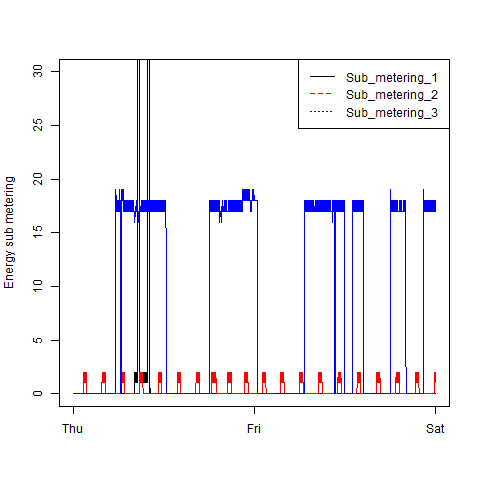 Energy sub metering
30
25
20
15
10
5
0
Thu
Fri
Sat
Sub_metering_1
Sub_metering_2
Sub_metering_3